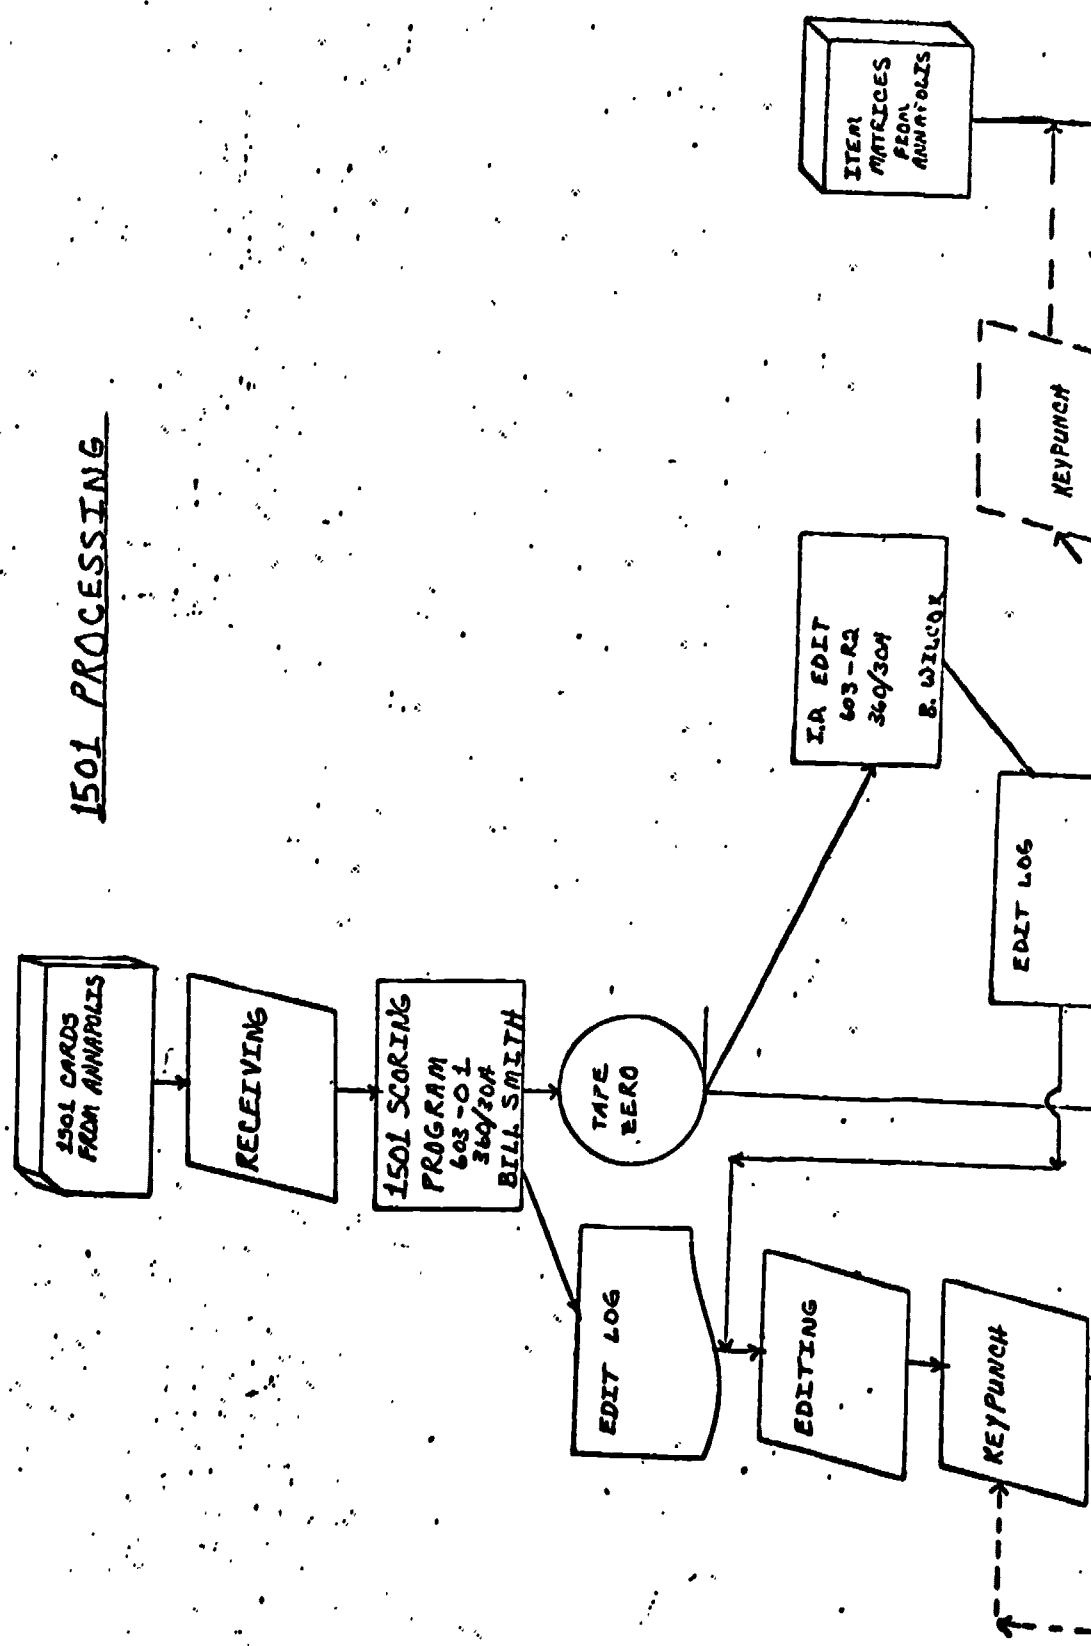 1501 PROCESSING
1501 CARDS
FROM ANNAPOLIS
RECEIVING
1501 SCORING
PROGRAM
603-01
360/30A
BILL SMITH
TAPE
ZERO
EDIT LOG
EDITING
KEYPUNCH
I.D. EDIT
603-R2
360/30A
B. WILCOX
EDIT LOG
ITEM
MATRICES
FROM
ANNAPOLIS
KEYPUNCH